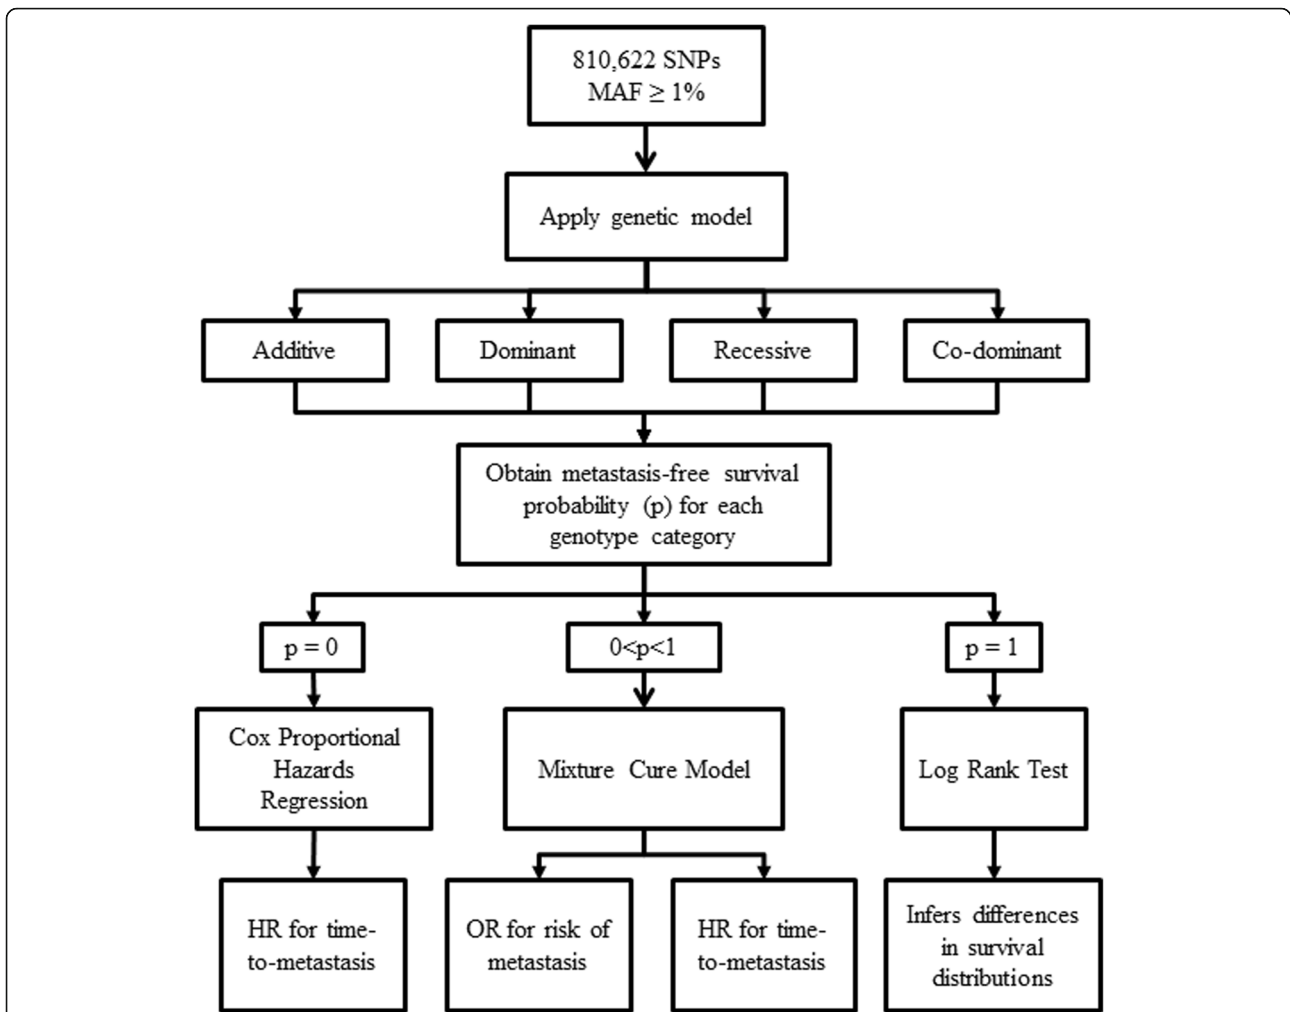 810,622 SNPs
MAF ≥ 1%
Apply genetic model
Additive
Dominant
Recessive
Co-dominant
Obtain metastasis-free survival
probability (p) for each
genotype category
p = 0
0<p<1
p = 1
Cox Proportional
Hazards
Regression
Mixture Cure Model
Log Rank Test
HR for time-
to-metastasis
OR for risk of
metastasis
HR for time-
to-metastasis
Infers differences
in survival
distributions